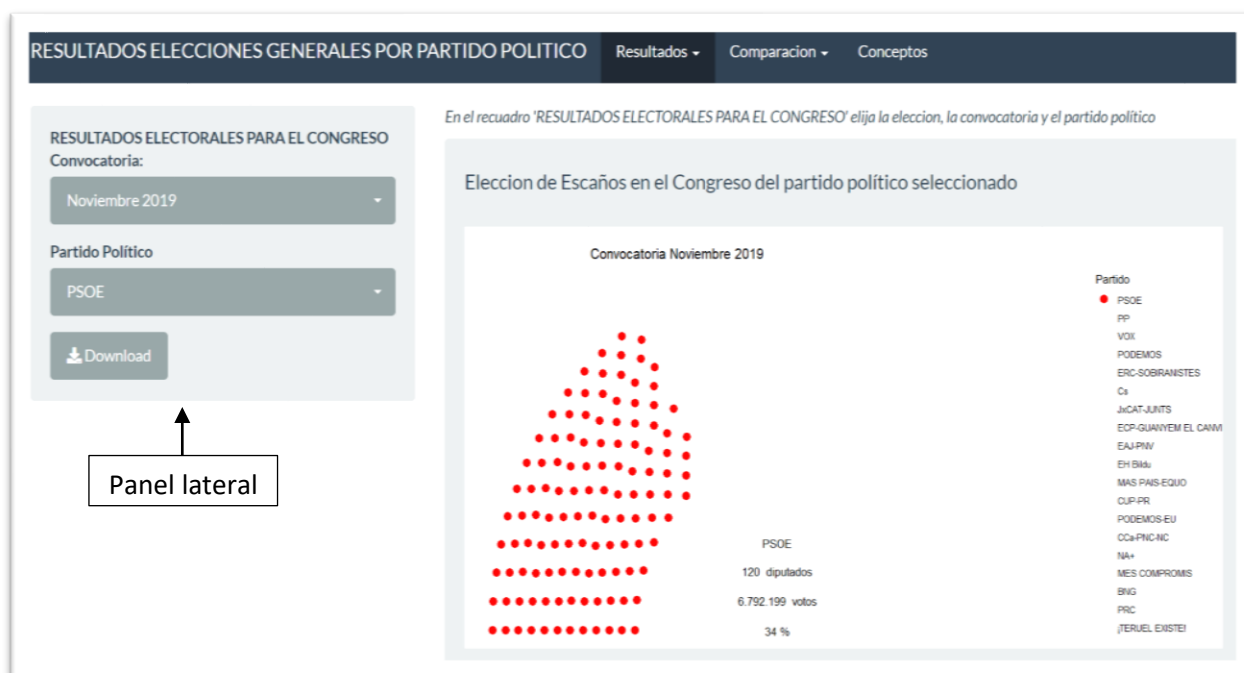 RESULTADOS ELECCIONES GENERALES POR PARTIDO POLITICO Resultados Comparacion Conceptos
RESULTADOS ELECTORALES PARA EL CONGRESO
Convocatoria:
Noviembre 2019
Partido Político
PSOE
Download
Panel lateral
En el recuadro 'RESULTADOS ELECTORALES PARA EL CONGRESO' elija la eleccion, la convocatoria y el partido político
Eleccion de Escaños en el Congreso del partido político seleccionado
Convocatoria Noviembre 2019
PSOE
120 diputados
6.792.199 votos
34 %
Partido
PSOE
PP
VOX
PODEMOS
ERC-SOBIRANISTES
Cs
JxCAT-JUNTS
ECP-GUANYEM EL CANVI
EAJ-PNV
EH Bildu
MAS PAIS-EQUO
CUP-PR
PODEMOS-EU
CCa-PNC-NC
NA+
MES COMPROMIS
BNG
PRC
¡TERUEL EXISTE!